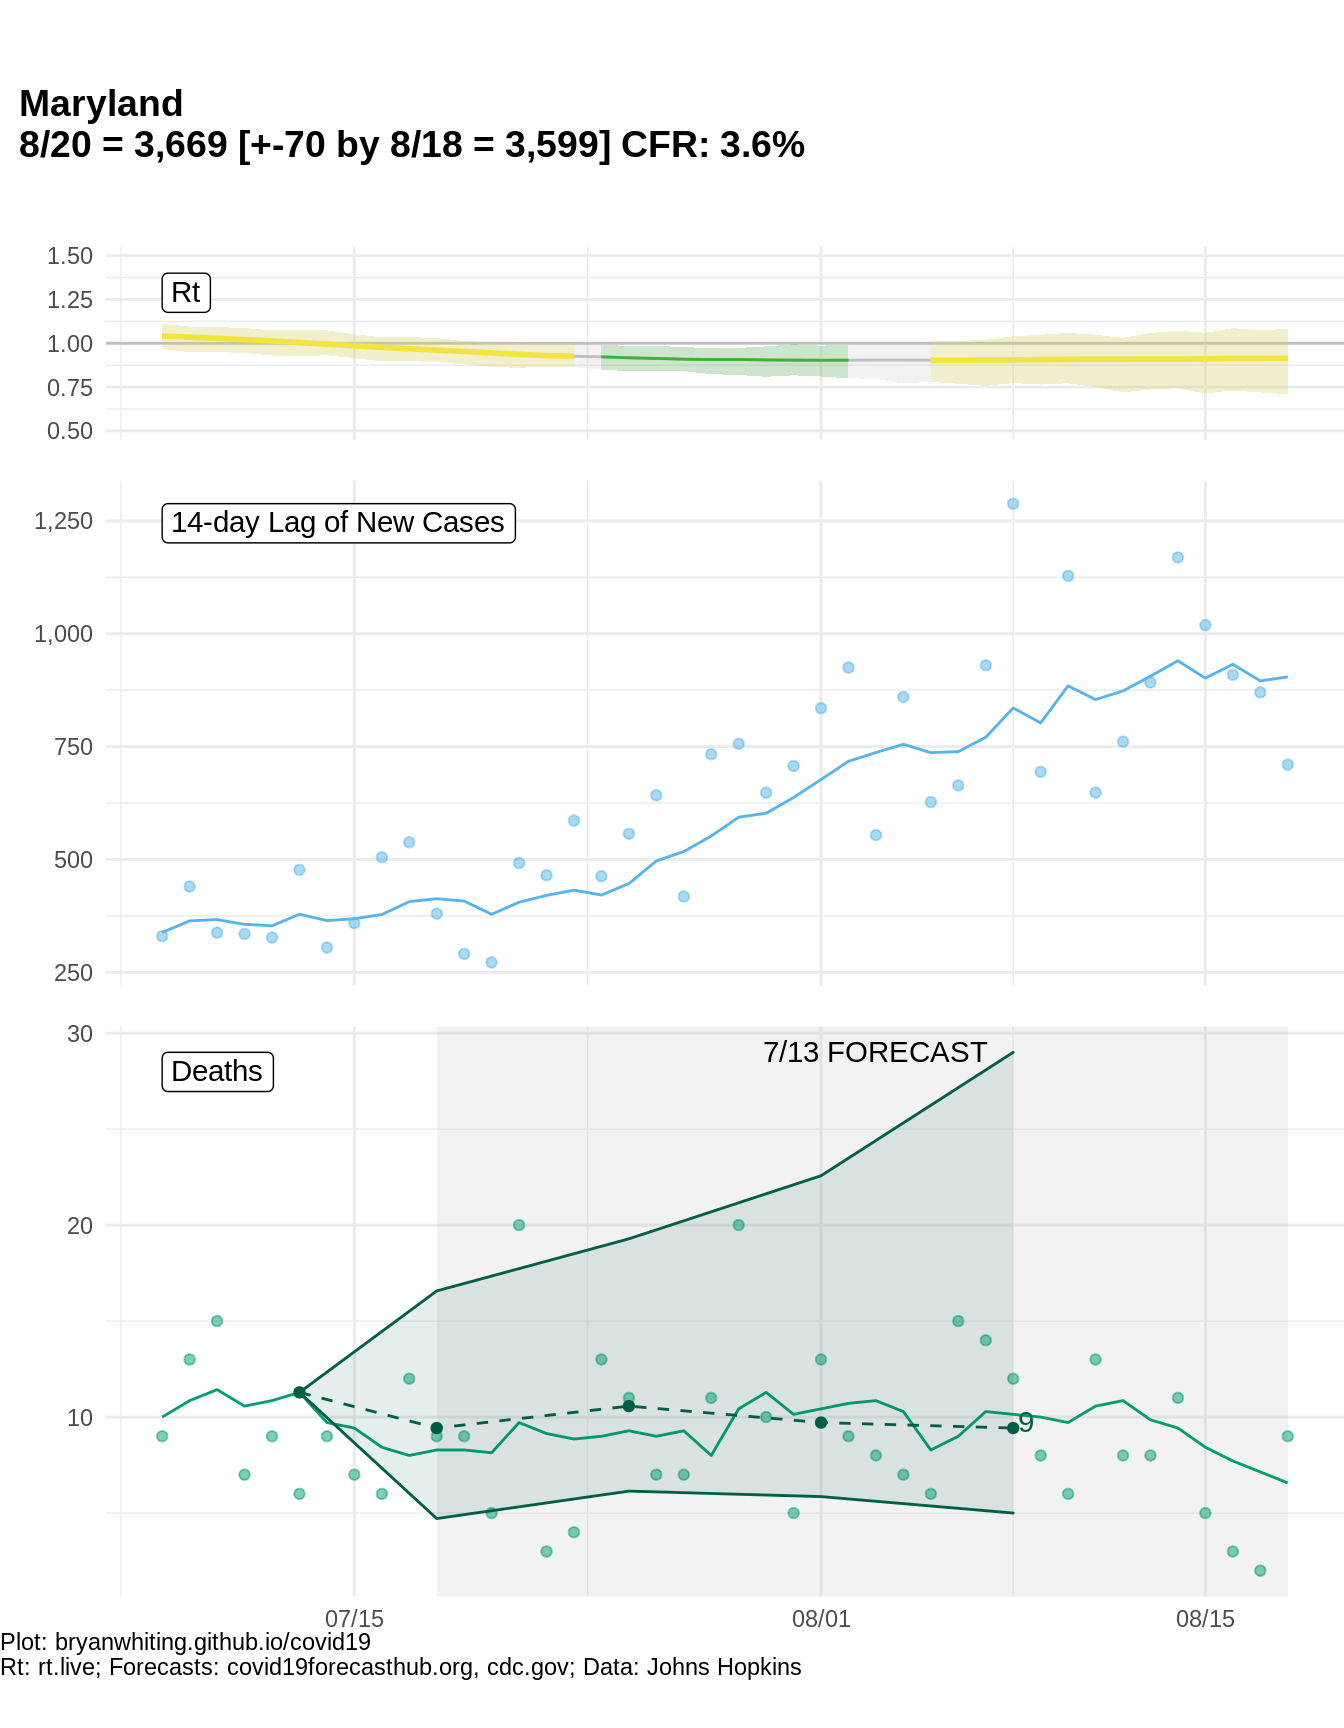 Maryland
8/20 = 3,669 [+-70 by 8/18 = 3,599] CFR: 3.6%
1.50
Rt
1.25
1.00
0.75
0.50
14-day Lag of New Cases
1,250
1,000
750
500
250
30
7/13 FORECAST
Deaths
20
10
9
07/15
08/01
08/15
Plot: bryanwhiting.github.io/covid19
Rt: rt.live; Forecasts: covid19forecasthub.org, cdc.gov; Data: Johns Hopkins